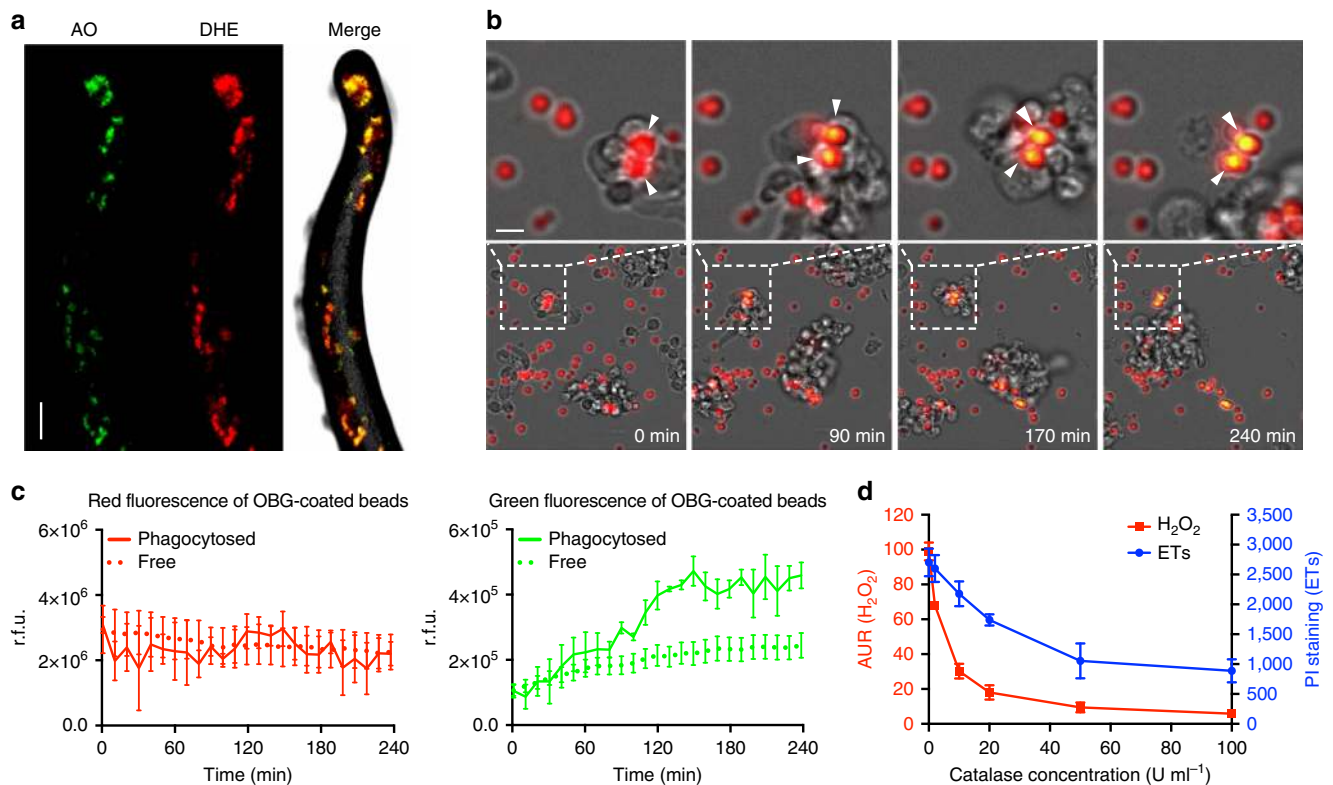 a
AO DHE Merge
b
0 min 90 min 170 min 240 min
c
Red fluorescence of OBG-coated beads
6×10⁶
4×10⁶
2×10⁶
0.0
r.f.u.
Phagocytosed
Free
0 60 120 180 240
Time (min)
Green fluorescence of OBG-coated beads
6×10⁵
4×10⁵
2×10⁵
0.0
r.f.u.
Phagocytosed
Free
0 60 120 180 240
Time (min)
d
120
100
80
60
40
20
0
AUR (H₂O₂)
H₂O₂
ETs
3,500
3,000
2,500
2,000
1,500
1,000
500
0
PI staining (ETs)
0 20 40 60 80 100
Catalase concentration (U ml⁻¹)